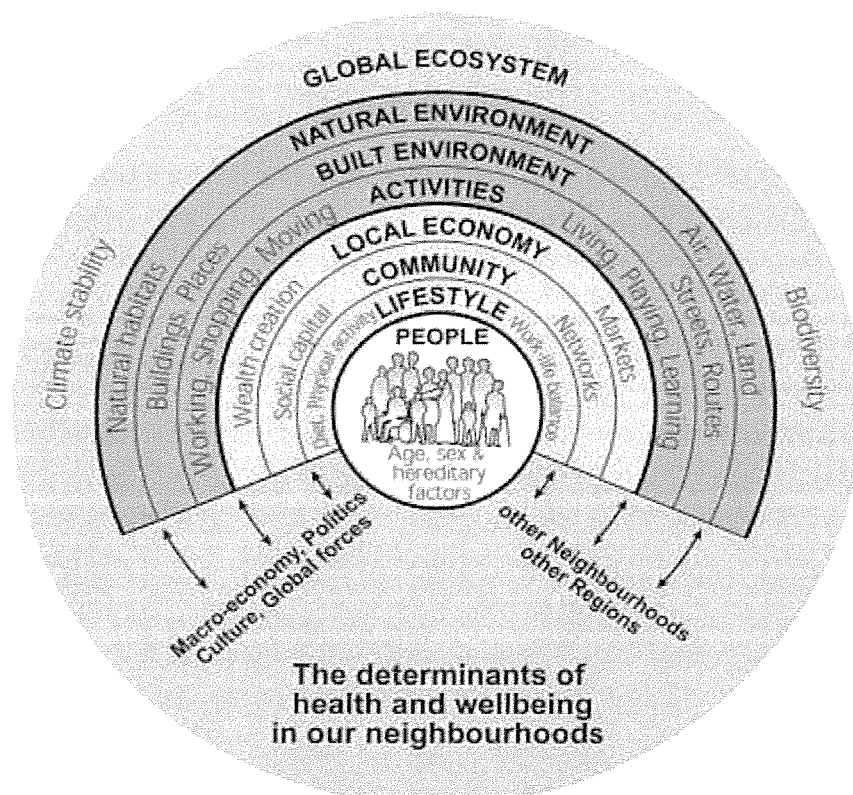 GLOBAL ECOSYSTEM
NATURAL ENVIRONMENT
BUILT ENVIRONMENT
ACTIVITIES
LOCAL ECONOMY
COMMUNITY
LIFESTYLE
PEOPLE
Age, sex &
hereditary
factors
Climate stability
Natural habitats
Buildings, Places
Working, Shopping, Moving
Wealth creation
Social capital
Diet, Physical activity
Work-life balance
Networks
Markets
Living, Playing, Learning
Streets, Routes
Air, Water, Land
Biodiversity
Macro-economy, Politics
Culture, Global forces
other Neighbourhoods
other Regions
The determinants of
health and wellbeing
in our neighbourhoods